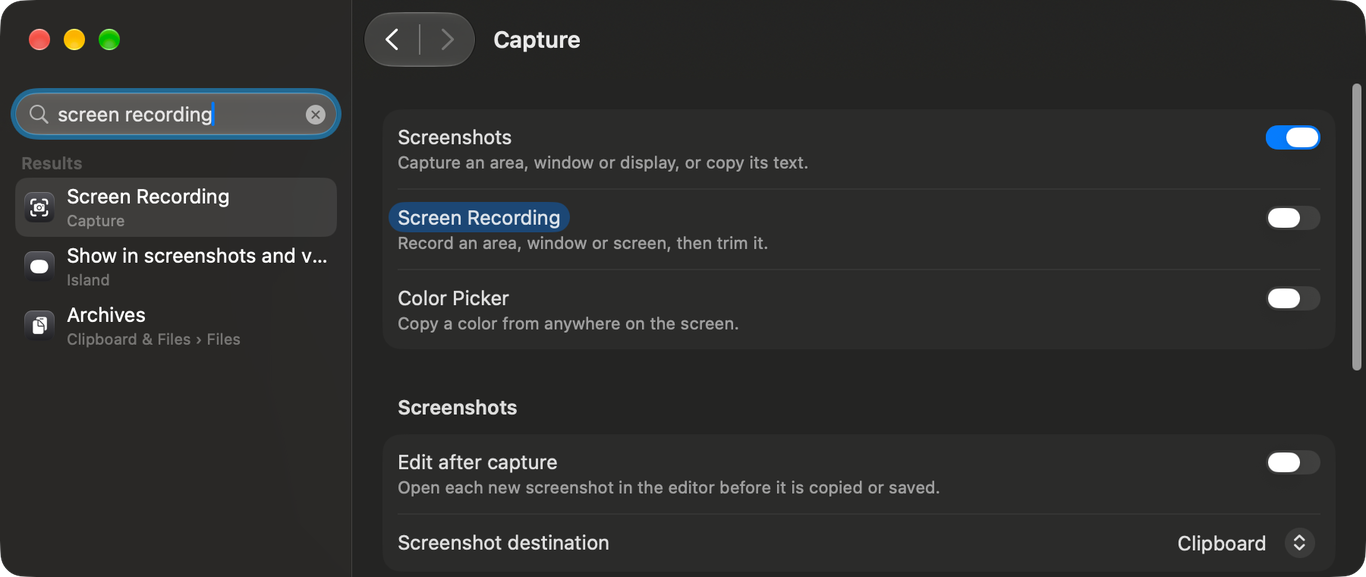 Capture
screen recording
Results
Screen Recording
Capture
Show in screenshots and v...
Island
Archives
Clipboard & Files › Files
Screenshots
Capture an area, window or display, or copy its text.
Screen Recording
Record an area, window or screen, then trim it.
Color Picker
Copy a color from anywhere on the screen.
Screenshots
Edit after capture
Open each new screenshot in the editor before it is copied or saved.
Screenshot destination
Clipboard